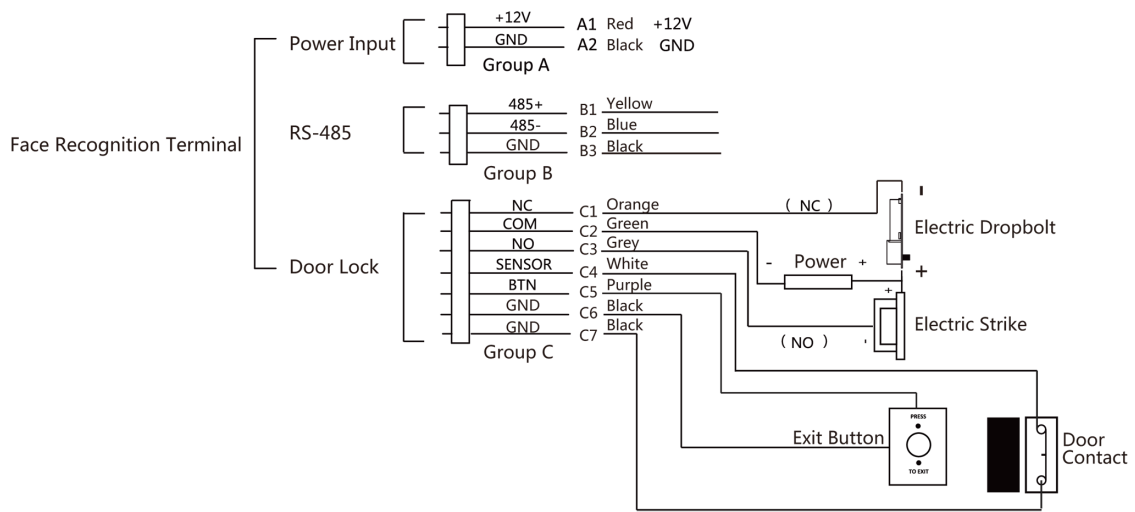 Face Recognition Terminal
Power Input
+12V
A1 Red +12V
GND
A2 Black GND
Group A
RS-485
485+
B1 Yellow
485-
B2 Blue
GND
B3 Black
Group B
Door Lock
NC
C1 Orange
( NC )
COM
C2 Green
NO
C3 Grey
SENSOR
C4 White
BTN
C5 Purple
GND
C6 Black
GND
C7 Black
Group C
-
Electric Dropbolt
+
- Power +
+
Electric Strike
-
( NO )
Exit Button
PRESS
TO EXIT
Door
Contact